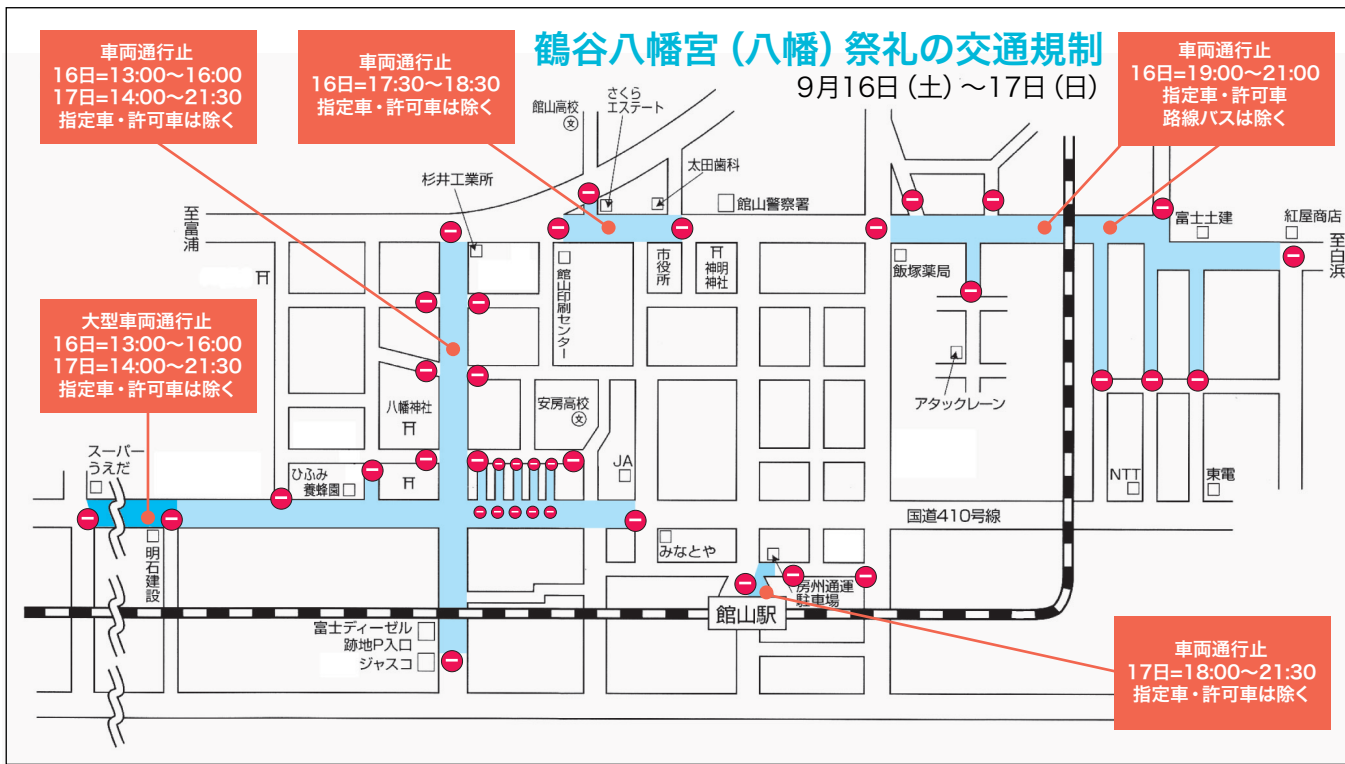 鶴谷八幡宮（八幡）祭礼の交通規制
9月16日（土）〜17日（日）
車両通行止
16日=13:00〜16:00
17日=14:00〜21:30
指定車・許可車は除く
車両通行止
16日=17:30〜18:30
指定車・許可車は除く
車両通行止
16日=19:00〜21:00
指定車・許可車
路線バスは除く
大型車両通行止
16日=13:00〜16:00
17日=14:00〜21:30
指定車・許可車は除く
車両通行止
17日=18:00〜21:30
指定車・許可車は除く
館山高校
文
さくら
エステート
太田歯科
杉井工業所
館山警察署
至富浦
館山印刷センター
市役所
神明
神社
飯塚薬局
富士土建
紅屋商店
至白浜
アタックレーン
八幡神社
安房高校
文
スーパー
うえだ
ひふみ
養蜂園
JA
NTT
東電
国道410号線
明石建設
みなとや
房州通運
駐車場
館山駅
富士ディーゼル
跡地P入口
ジャスコ